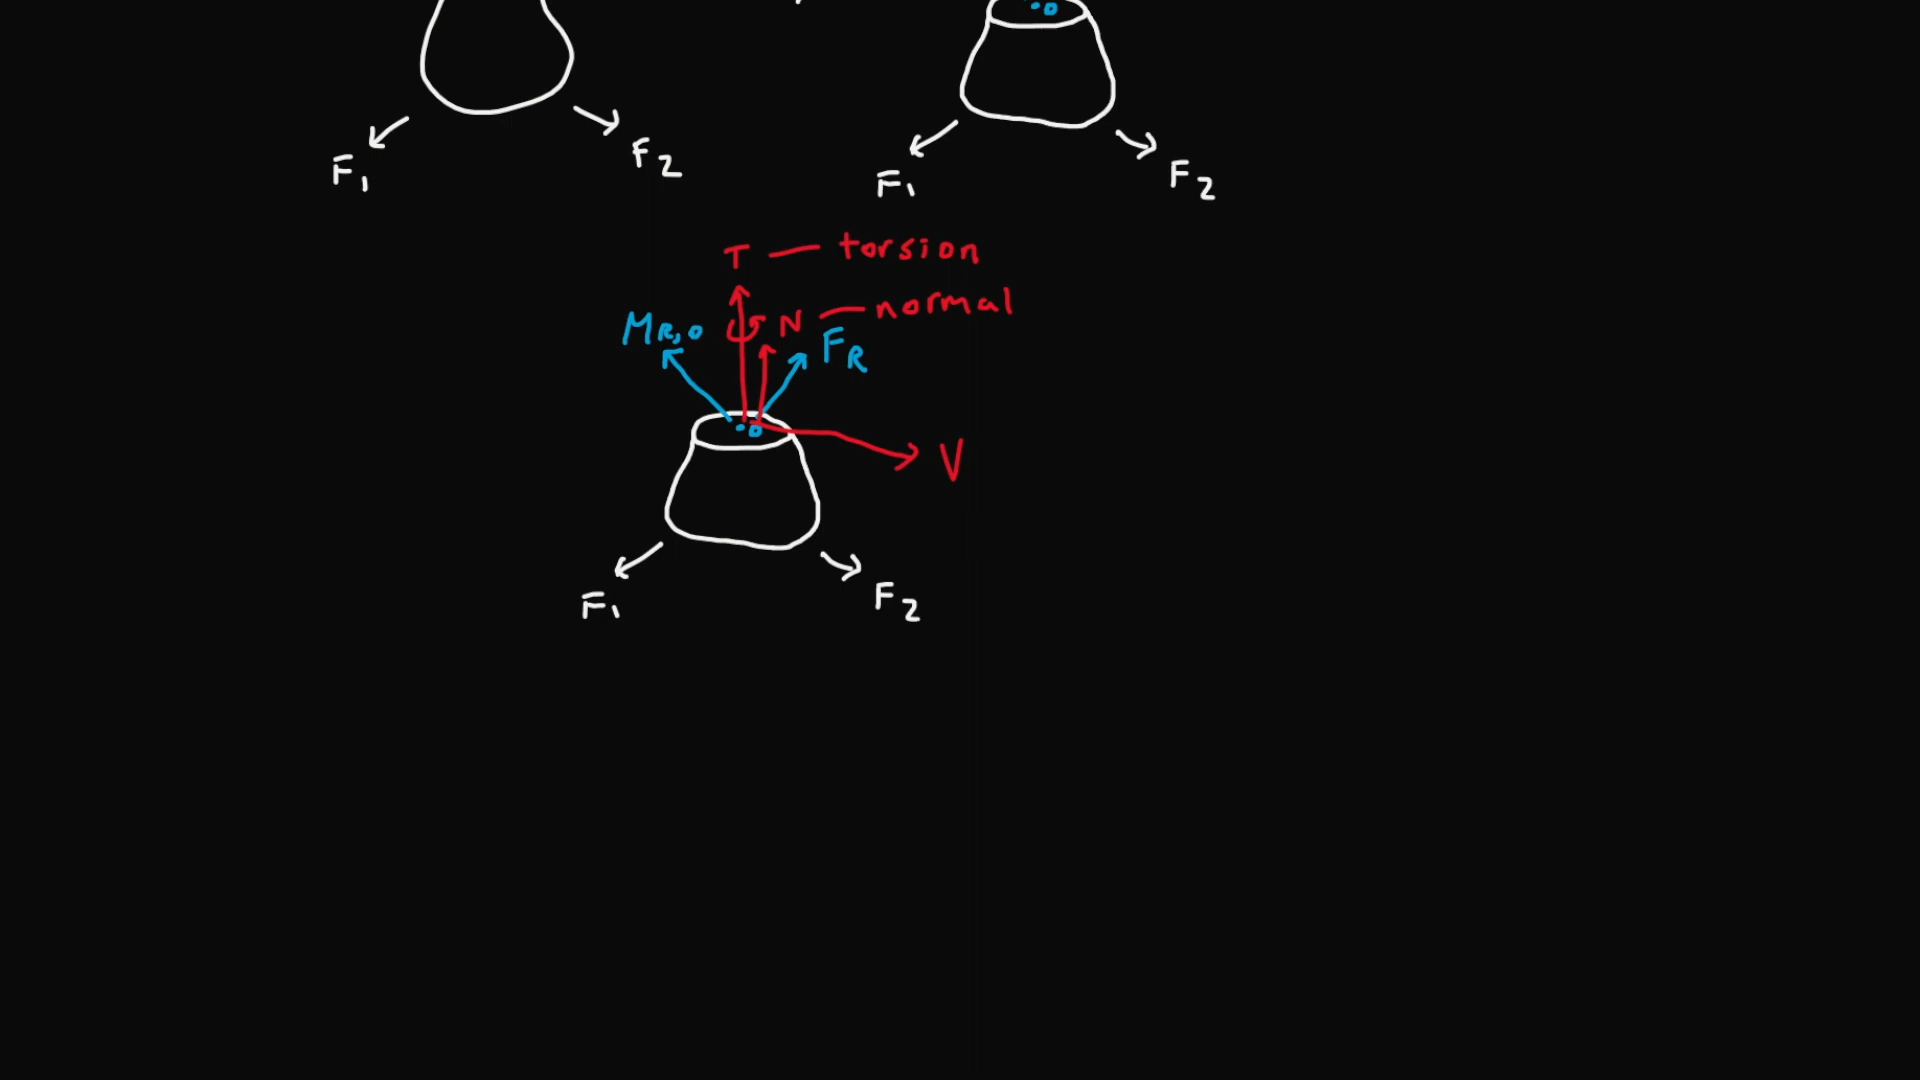 o
F1 F2
F1 F2
T — torsion
N — normal
MR,o FR
o
V
F1 F2